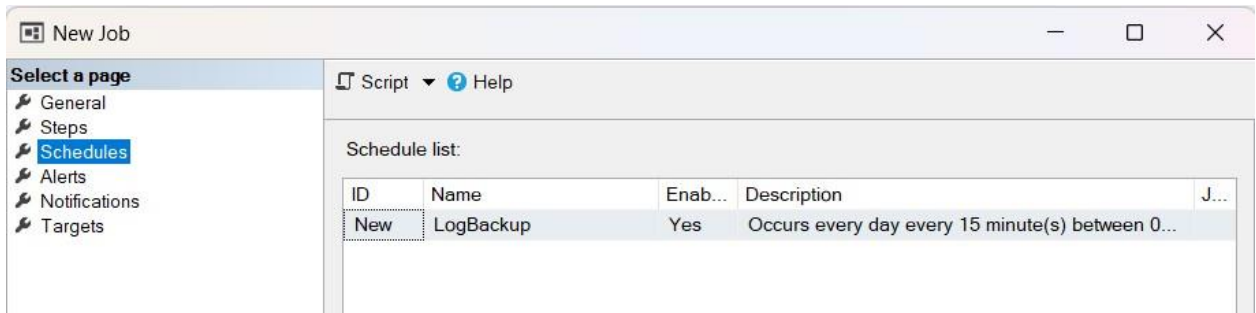 New Job
Select a page
General
Steps
Schedules
Alerts
Notifications
Targets
Script Help
Schedule list:
ID Name Enab... Description J...
New LogBackup Yes Occurs every day every 15 minute(s) between 0...